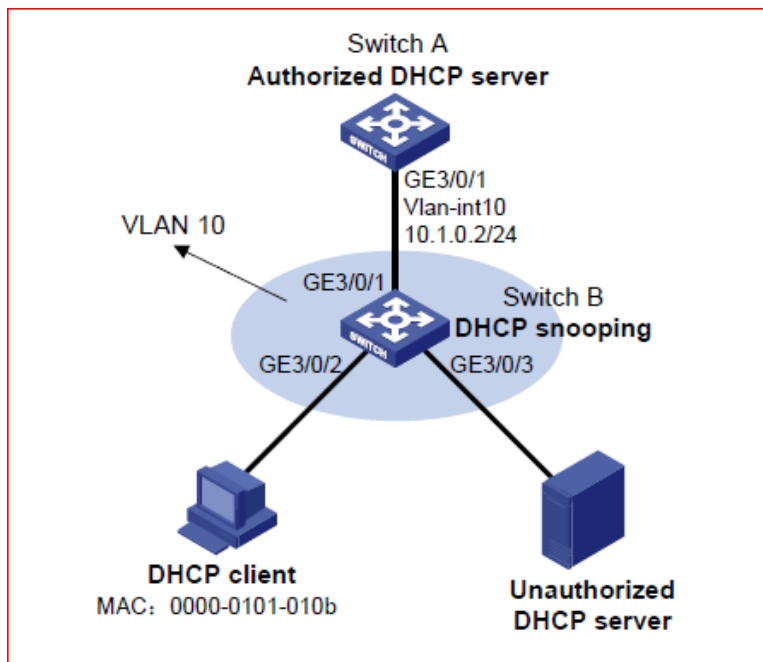 Switch A
Authorized DHCP server
SWITCH
GE3/0/1
Vlan-int10
10.1.0.2/24
VLAN 10
GE3/0/1
Switch B
DHCP snooping
SWITCH
GE3/0/2
GE3/0/3
DHCP client
MAC：0000-0101-010b
Unauthorized
DHCP server